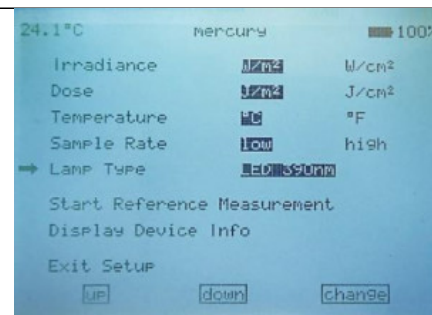 24.1°C mercury 100%
Irradiance W/m² W/cm²
Dose J/m² J/cm²
Temperature °C °F
Sample Rate low high
➡ Lamp Type LED 390nm
Start Reference Measurement
Display Device Info
Exit Setup
up down change